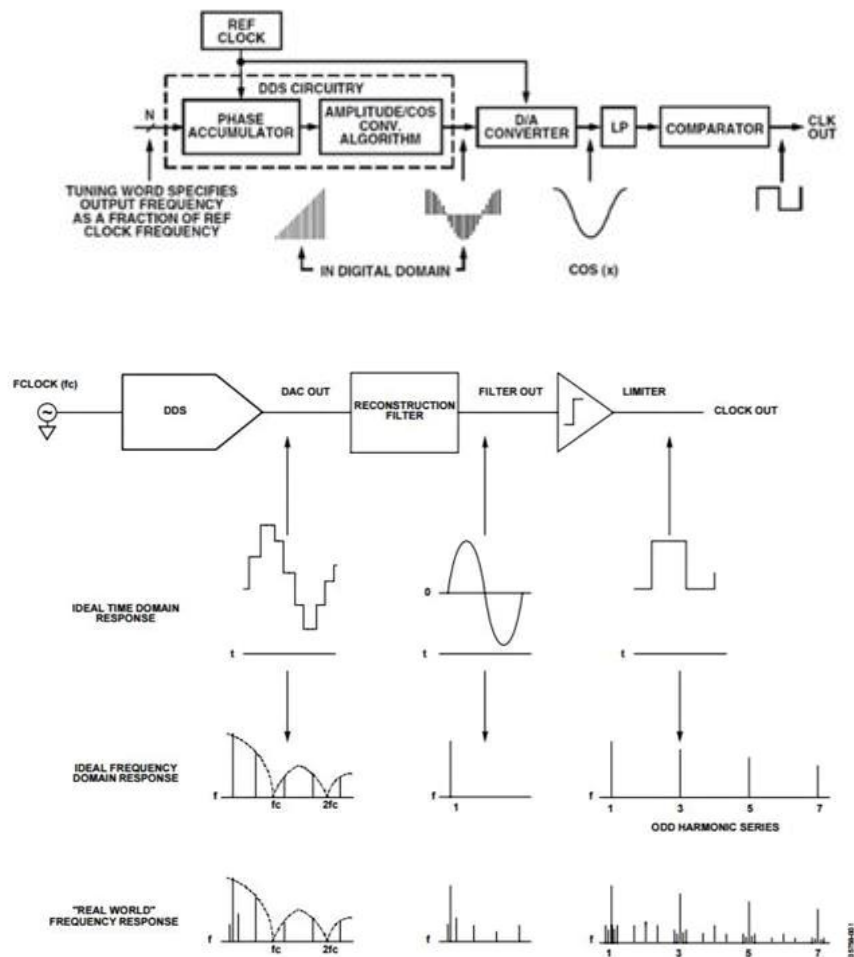 REF
CLOCK
DDS CIRCUITRY
N
PHASE
ACCUMULATOR
AMPLITUDE/COS
CONV.
ALGORITHM
D/A
CONVERTER
LP
COMPARATOR
CLK
OUT
TUNING WORD SPECIFIES
OUTPUT FREQUENCY
AS A FRACTION OF REF
CLOCK FREQUENCY
IN DIGITAL DOMAIN
COS (x)
FCLOCK (fc)
DDS
DAC OUT
RECONSTRUCTION
FILTER
FILTER OUT
LIMITER
CLOCK OUT
IDEAL TIME DOMAIN
RESPONSE
0
t
t
t
IDEAL FREQUENCY
DOMAIN RESPONSE
f
fc
2fc
f
1
f
1
3
5
7
ODD HARMONIC SERIES
"REAL WORLD"
FREQUENCY RESPONSE
f
fc
2fc
f
f
1
3
5
7